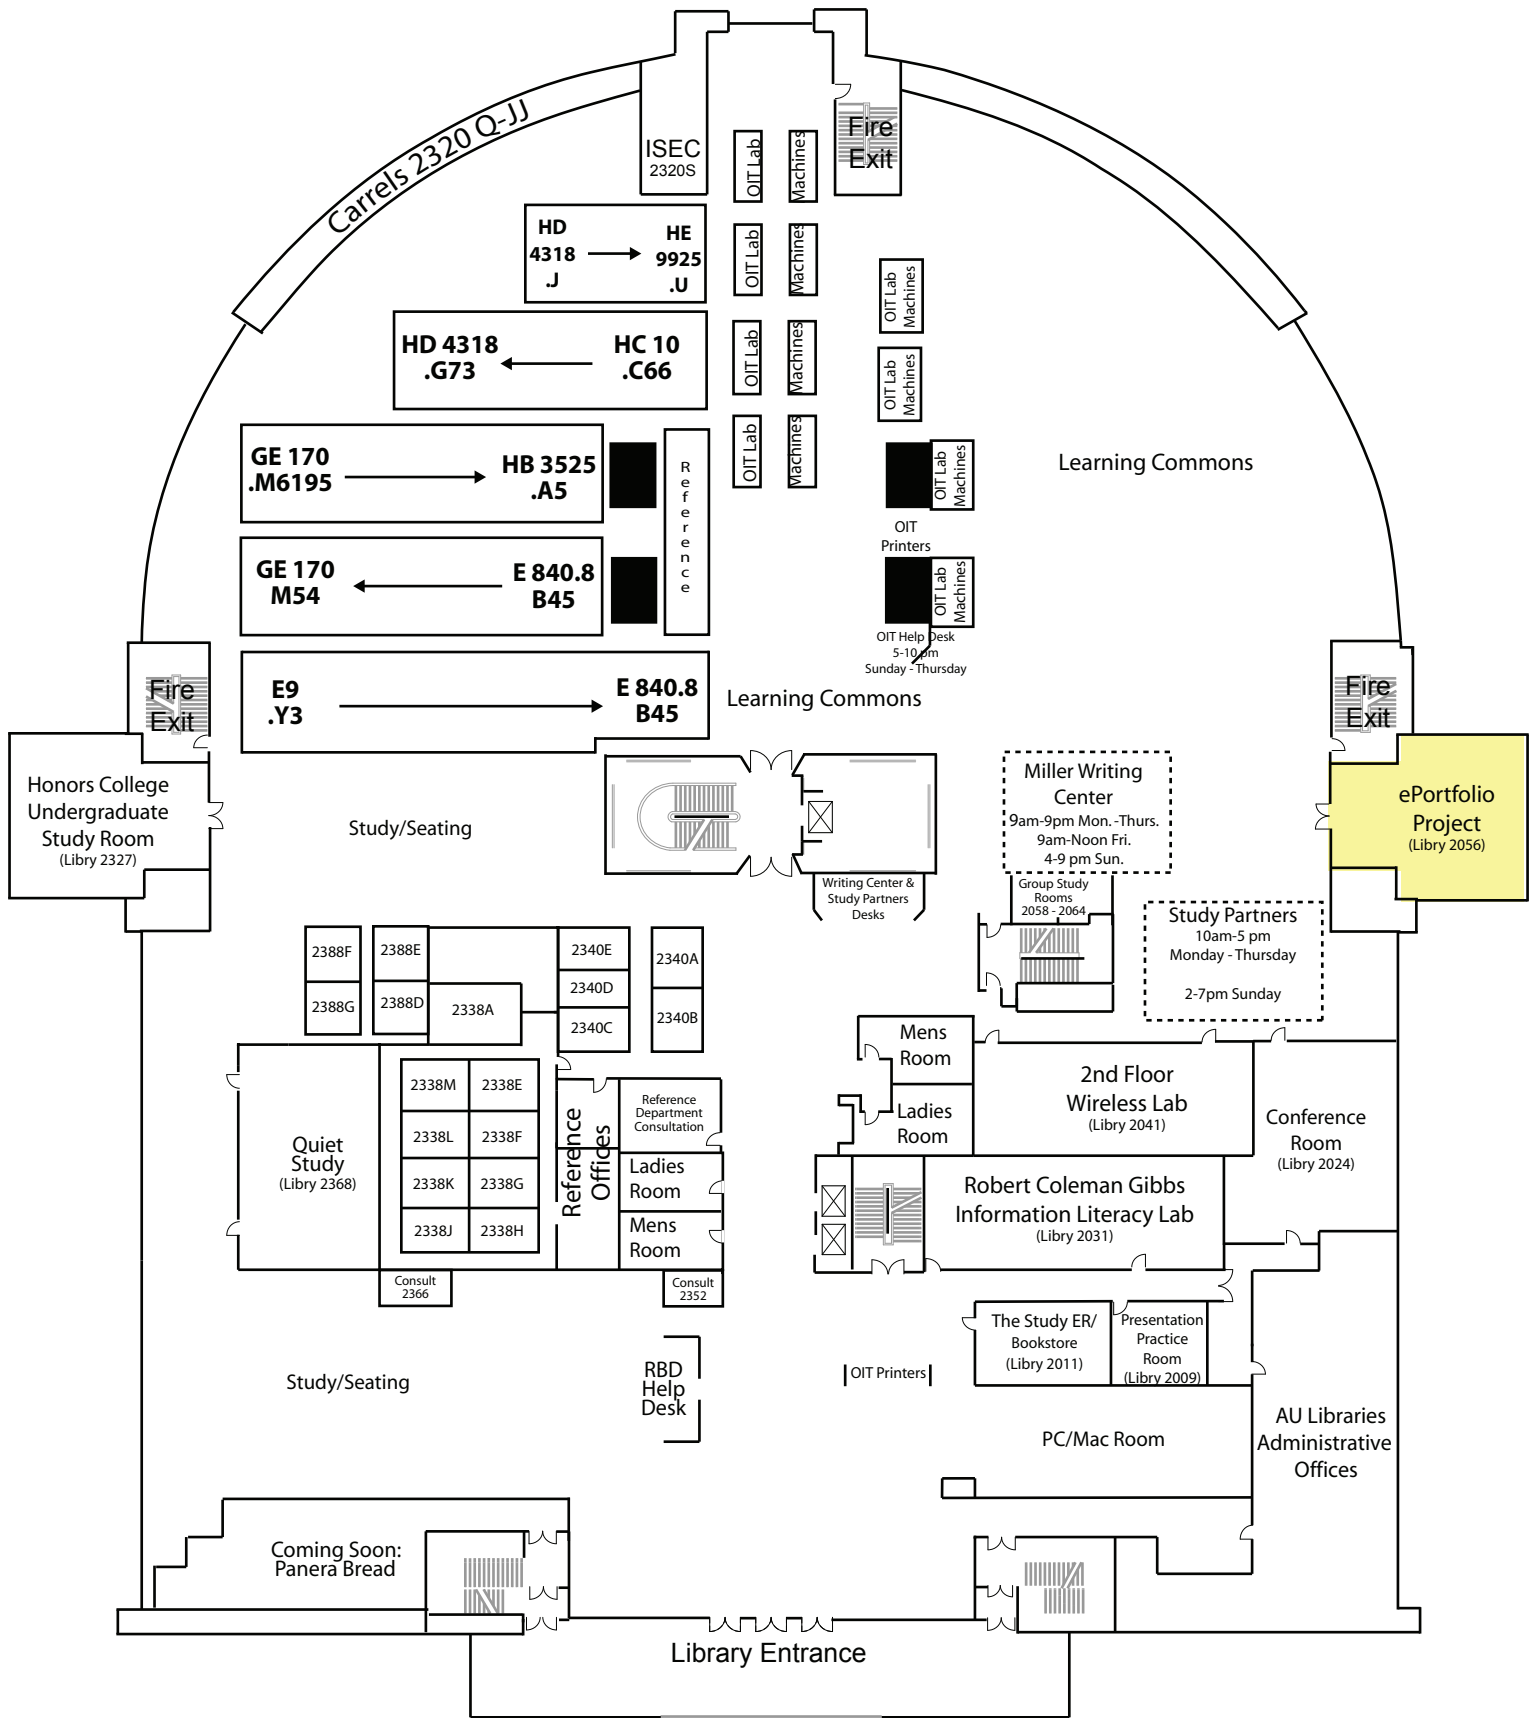 Carrels 2320 Q-JJ
ISEC
2320S
Fire
Exit
OIT Lab
Machines
OIT Lab
Machines
OIT Lab
Machines
OIT Lab
Machines
HD
4318
.J
HE
9925
.U
HD 4318
.G73
HC 10
.C66
OIT Lab
Machines
OIT Lab
Machines
GE 170
.M6195
HB 3525
.A5
Reference
OIT Lab
Machines
Learning Commons
OIT
Printers
GE 170
M54
E 840.8
B45
OIT Lab
Machines
OIT Help Desk
5-10 pm
Sunday - Thursday
Fire
Exit
E9
.Y3
E 840.8
B45
Learning Commons
Fire
Exit
Honors College
Undergraduate
Study Room
(Libry 2327)
Study/Seating
Miller Writing
Center
9am-9pm Mon. -Thurs.
9am-Noon Fri.
4-9 pm Sun.
ePortfolio
Project
(Libry 2056)
Writing Center &
Study Partners
Desks
Group Study
Rooms
2058 - 2064
Study Partners
10am-5 pm
Monday - Thursday
2-7pm Sunday
2388F
2388E
2340E
2340A
2388G
2388D
2338A
2340D
2340C
2340B
Mens
Room
Ladies
Room
2nd Floor
Wireless Lab
(Libry 2041)
Conference
Room
(Libry 2024)
Quiet
Study
(Libry 2368)
2338M
2338E
2338L
2338F
2338K
2338G
2338J
2338H
Reference
Offices
Reference
Department
Consultation
Ladies
Room
Mens
Room
Robert Coleman Gibbs
Information Literacy Lab
(Libry 2031)
Consult
2366
Consult
2352
The Study ER/
Bookstore
(Libry 2011)
Presentation
Practice
Room
(Libry 2009)
Study/Seating
RBD
Help
Desk
OIT Printers
PC/Mac Room
AU Libraries
Administrative
Offices
Coming Soon:
Panera Bread
Library Entrance